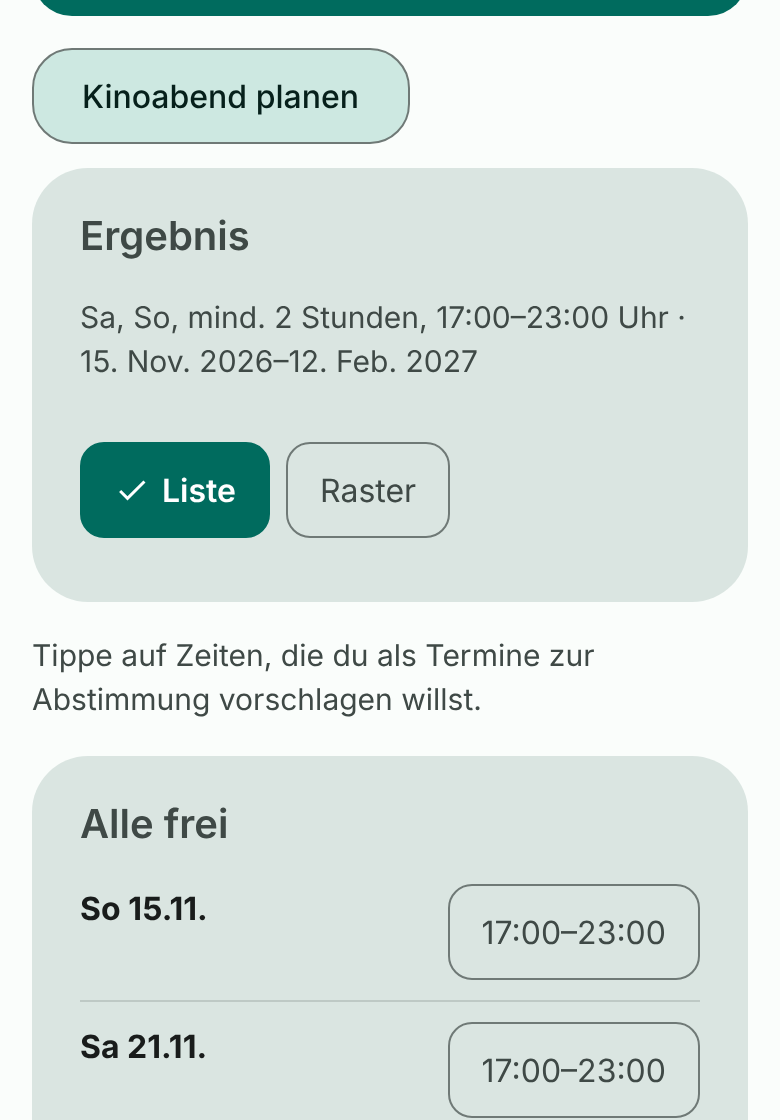 Kinoabend planen
Ergebnis
Sa, So, mind. 2 Stunden, 17:00–23:00 Uhr ·
15. Nov. 2026–12. Feb. 2027
Liste
Raster
Tippe auf Zeiten, die du als Termine zur
Abstimmung vorschlagen willst.
Alle frei
So 15.11.
17:00–23:00
Sa 21.11.
17:00–23:00